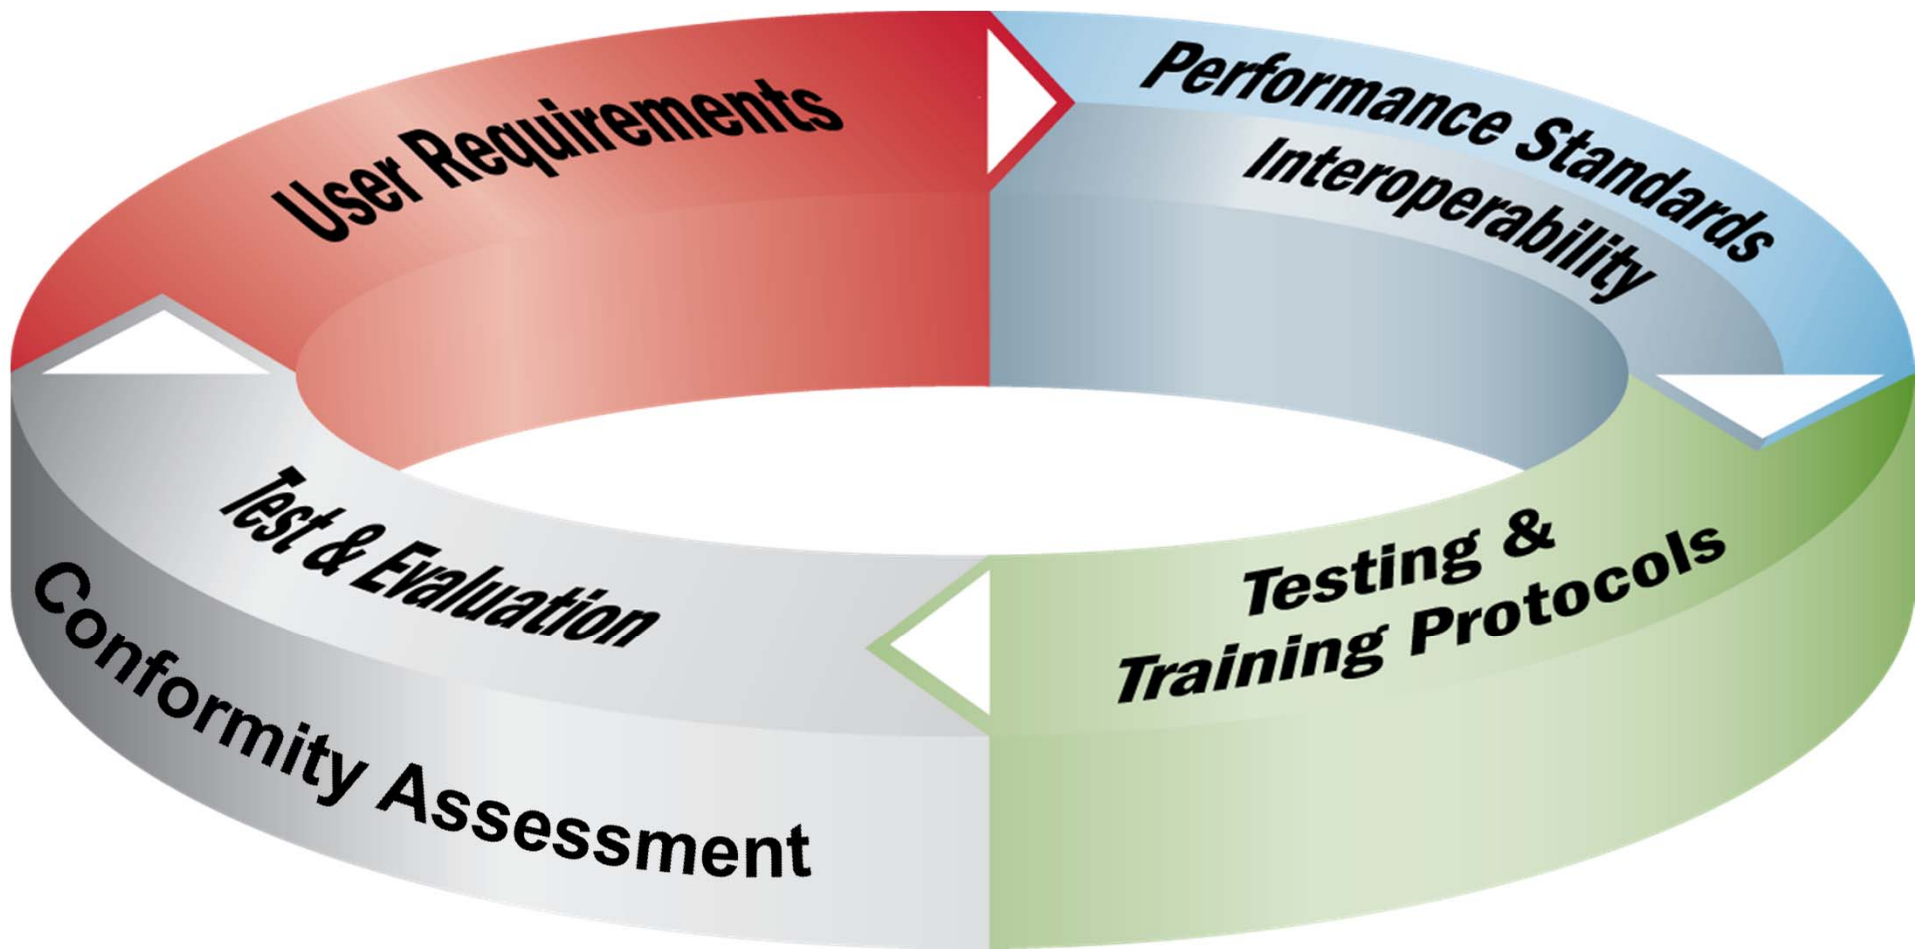 User Requirements
Performance Standards
Interoperability
Testing &
Training Protocols
Test & Evaluation
Conformity Assessment